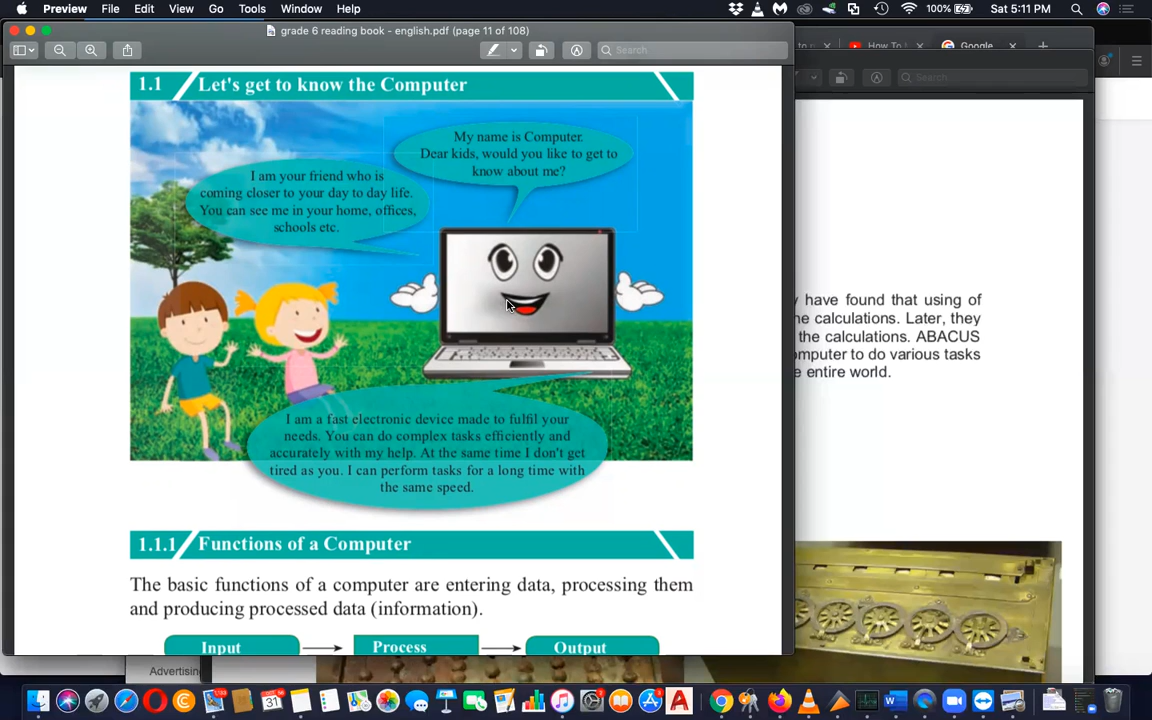 Preview File Edit View Go Tools Window Help
100% Sat 5:11 PM
grade 6 reading book - english.pdf (page 11 of 108)
Search
How To
Google
Search
1.1 Let's get to know the Computer
My name is Computer.
Dear kids, would you like to get to
know about me?
I am your friend who is
coming closer to your day to day life.
You can see me in your home, offices,
schools etc.
I am a fast electronic device made to fulfil your
needs. You can do complex tasks efficiently and
accurately with my help. At the same time I don't get
tired as you. I can perform tasks for a long time with
the same speed.
1.1.1 Functions of a Computer
The basic functions of a computer are entering data, processing them
and producing processed data (information).
Input Process Output
have found that using of
he calculations. Later, they
the calculations. ABACUS
omputer to do various tasks
e entire world.
Advertising